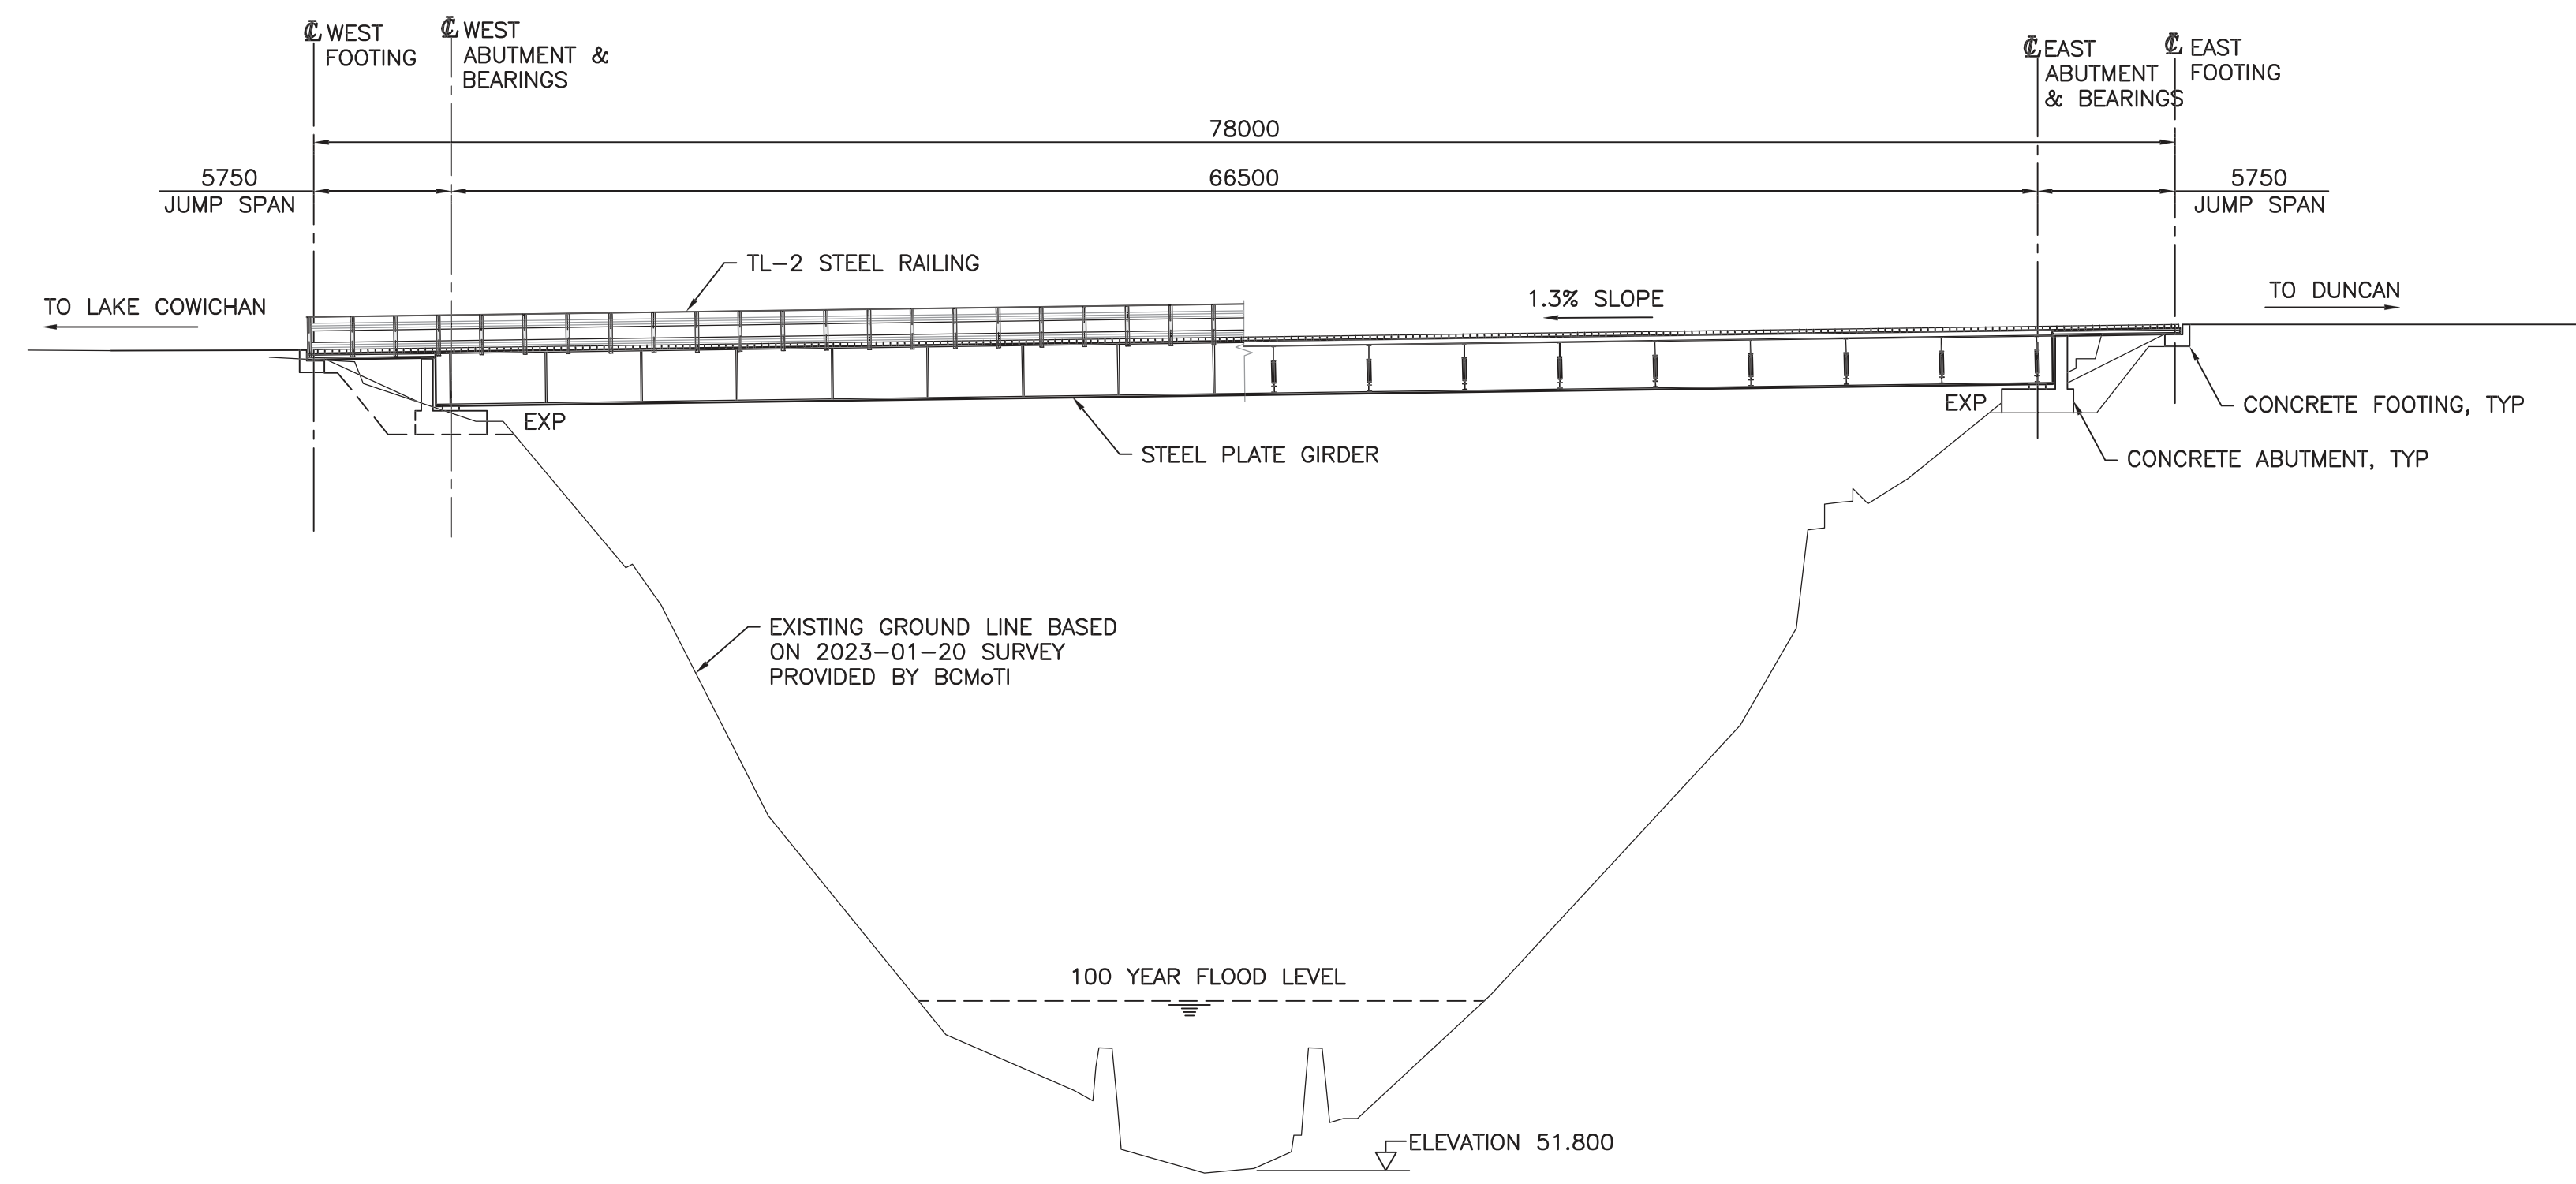 ℄ WEST
FOOTING
℄ WEST
ABUTMENT &
BEARINGS
℄ EAST
ABUTMENT
& BEARINGS
℄ EAST
FOOTING
78000
5750
JUMP SPAN
66500
5750
JUMP SPAN
TL-2 STEEL RAILING
TO LAKE COWICHAN
1.3% SLOPE
TO DUNCAN
EXP
EXP
CONCRETE FOOTING, TYP
STEEL PLATE GIRDER
CONCRETE ABUTMENT, TYP
EXISTING GROUND LINE BASED
ON 2023-01-20 SURVEY
PROVIDED BY BCMoTI
100 YEAR FLOOD LEVEL
ELEVATION 51.800